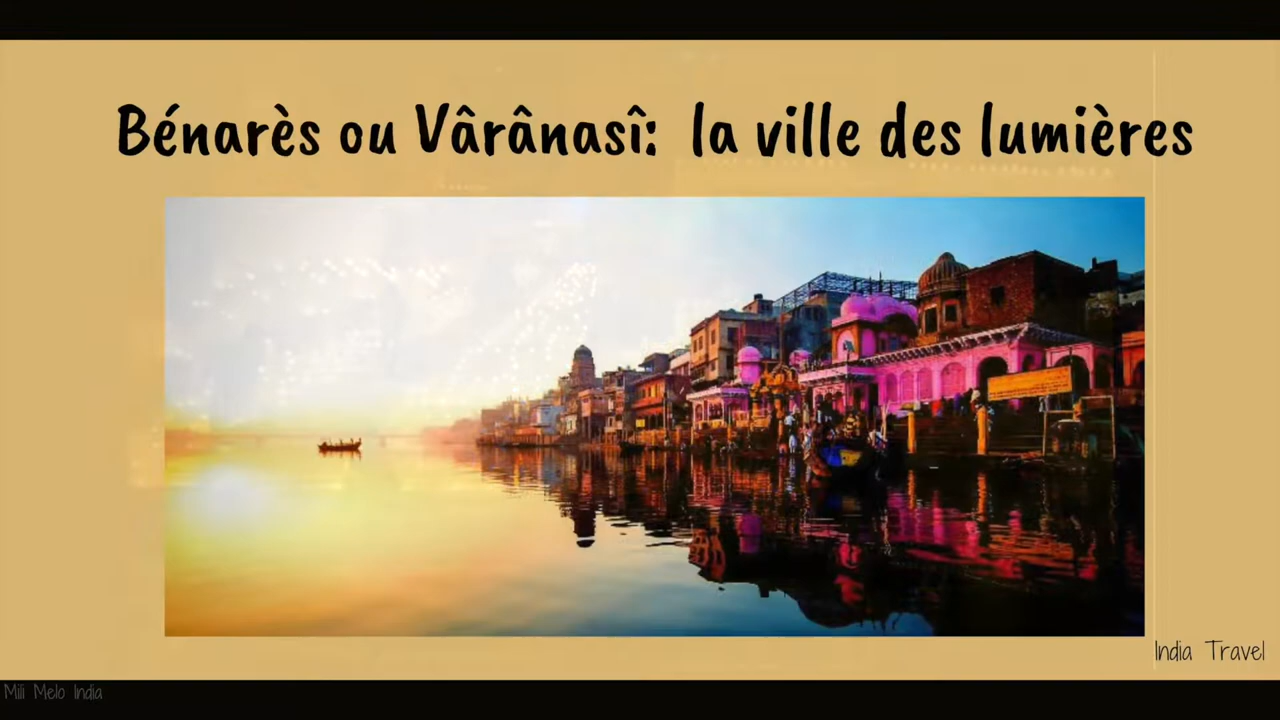 Bénarès ou Vârânasî: la ville des lumières
India Travel
Mili Melo India